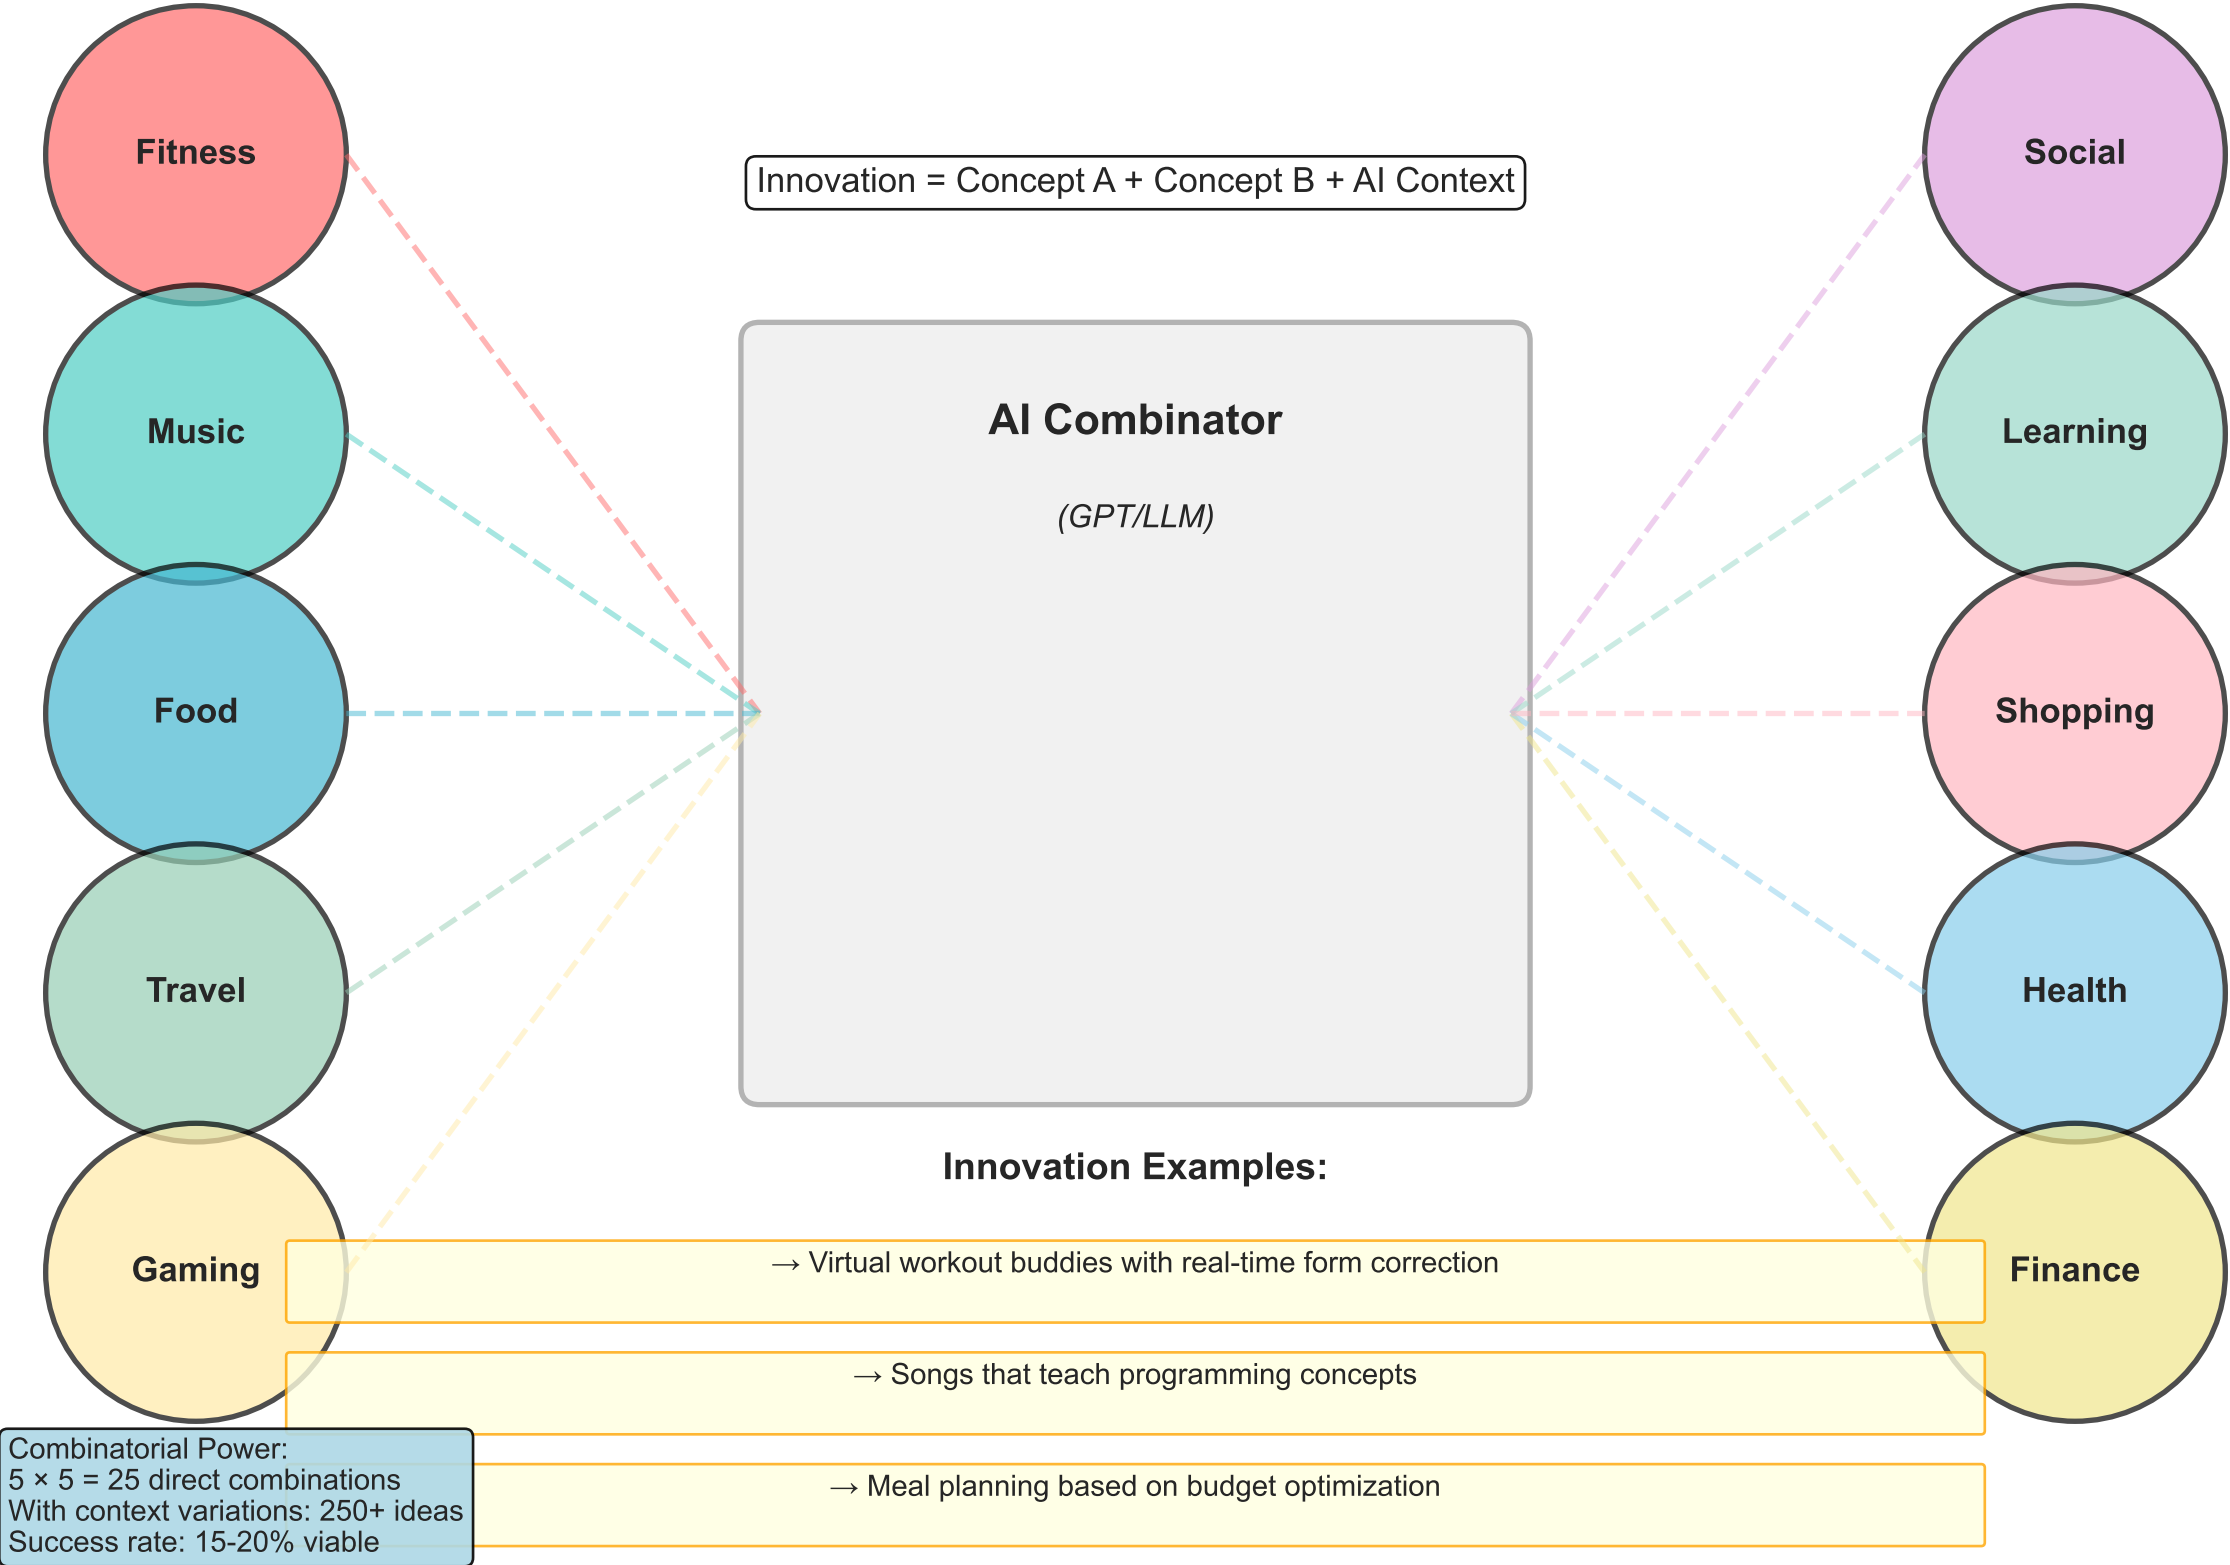 Fitness
Music
Food
Travel
Gaming
Innovation = Concept A + Concept B + AI Context
AI Combinator
(GPT/LLM)
Social
Learning
Shopping
Health
Finance
Innovation Examples:
→ Virtual workout buddies with real-time form correction
→ Songs that teach programming concepts
→ Meal planning based on budget optimization
Combinatorial Power:
5 × 5 = 25 direct combinations
With context variations: 250+ ideas
Success rate: 15-20% viable